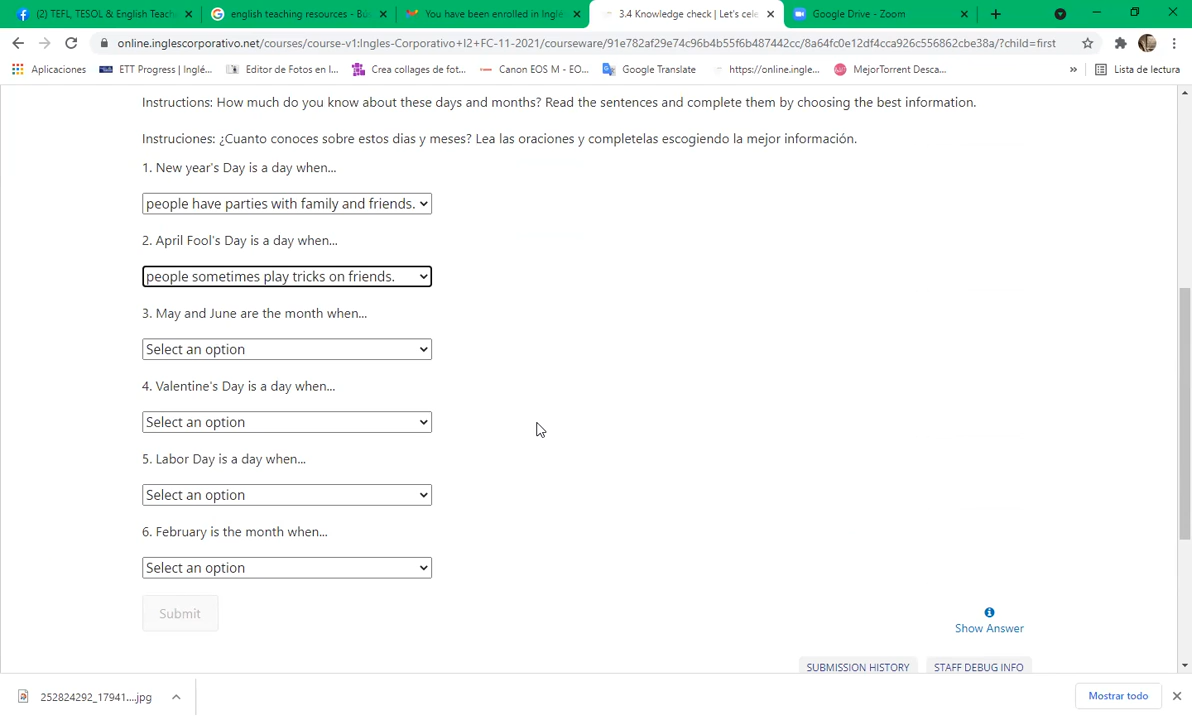 (2) TEFL, TESOL & English Teach
english teaching resources - Bu
You have been enrolled in Inglé
3.4 Knowledge check | Let's cele
Google Drive - Zoom
online.inglescorporativo.net/courses/course-v1:Ingles-Corporativo+I2+FC-11-2021/courseware/91e782af29e74c96b4b55f6b487442cc/8a64fc0e12df4cca926c556862cbe38a/?child=first
Aplicaciones
ETT Progress | Inglé...
Editor de Fotos en l...
Crea collages de fot...
Canon EOS M - EO...
Google Translate
https://online.ingle...
MejorTorrent Desca...
»
Lista de lectura
Instructions: How much do you know about these days and months? Read the sentences and complete them by choosing the best information.
Instruciones: ¿Cuanto conoces sobre estos dias y meses? Lea las oraciones y completelas escogiendo la mejor información.
1. New year's Day is a day when...
people have parties with family and friends.
2. April Fool's Day is a day when...
people sometimes play tricks on friends.
3. May and June are the month when...
Select an option
4. Valentine's Day is a day when...
Select an option
5. Labor Day is a day when...
Select an option
6. February is the month when...
Select an option
Submit
Show Answer
SUBMISSION HISTORY
STAFF DEBUG INFO
252824292_17941....jpg
Mostrar todo